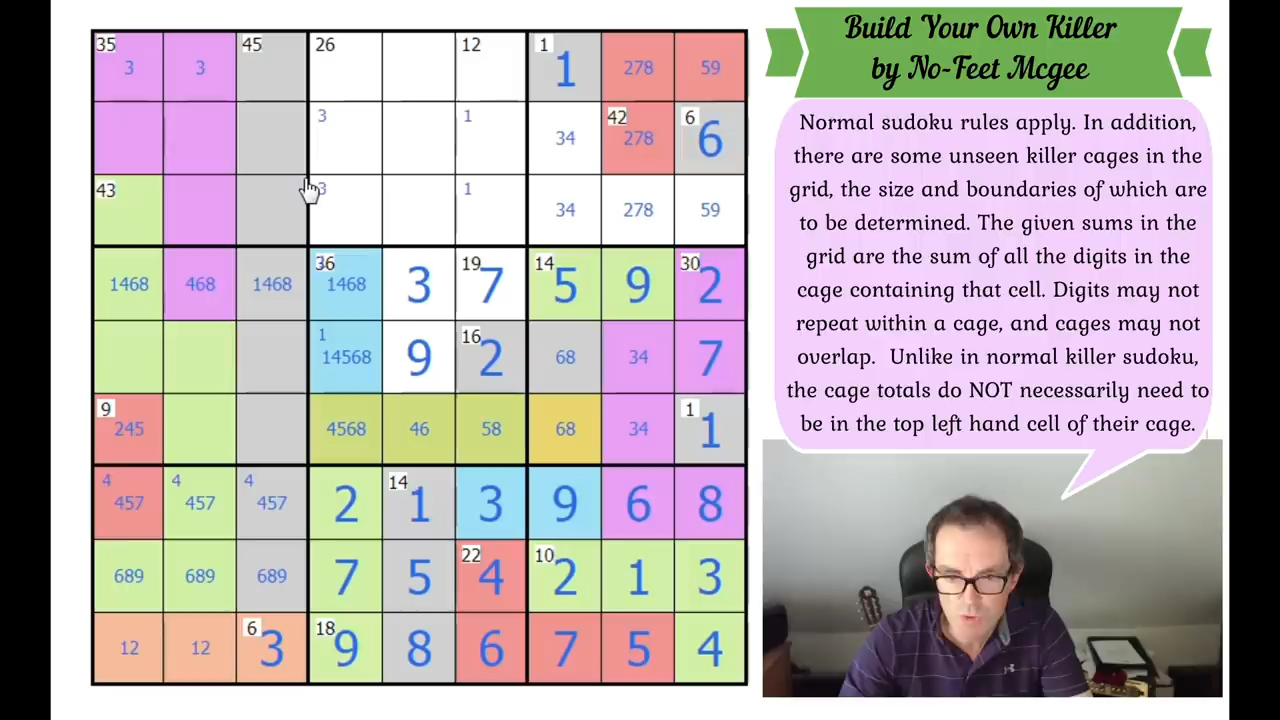 Build Your Own Killer
by No-Feet Mcgee
Normal sudoku rules apply. In addition,
there are some unseen killer cages in the
grid, the size and boundaries of which are
to be determined. The given sums in the
grid are the sum of all the digits in the
cage containing that cell. Digits may not
repeat within a cage, and cages may not
overlap. Unlike in normal killer sudoku,
the cage totals do NOT necessarily need to
be in the top left hand cell of their cage.
35 3 3 45 26 12 1 1 278 59
3 1 34 42 278 6 6
43 3 1 34 278 59
1468 468 1468 36 1468 3 19 7 14 5 9 30 2
1 14568 9 16 2 68 34 7
9 245 4568 46 58 68 34 1 1
4 457 4 457 4 457 2 14 1 3 9 6 8
689 689 689 7 5 22 4 10 2 1 3
12 12 6 3 18 9 8 6 7 5 4